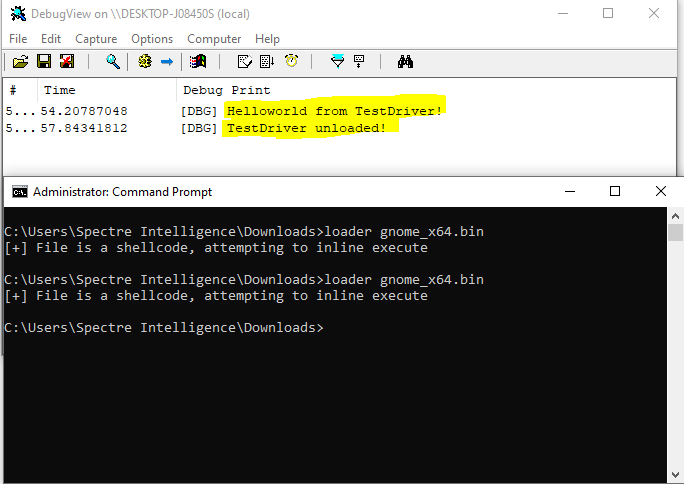 DebugView on \\DESKTOP-J08450S (local)
File Edit Capture Options Computer Help
# Time Debug Print
5... 54.20787048 [DBG] Helloworld from TestDriver!
5... 57.84341812 [DBG] TestDriver unloaded!
Administrator: Command Prompt
C:\Users\Spectre Intelligence\Downloads>loader gnome_x64.bin
[+] File is a shellcode, attempting to inline execute
C:\Users\Spectre Intelligence\Downloads>loader gnome_x64.bin
[+] File is a shellcode, attempting to inline execute
C:\Users\Spectre Intelligence\Downloads>